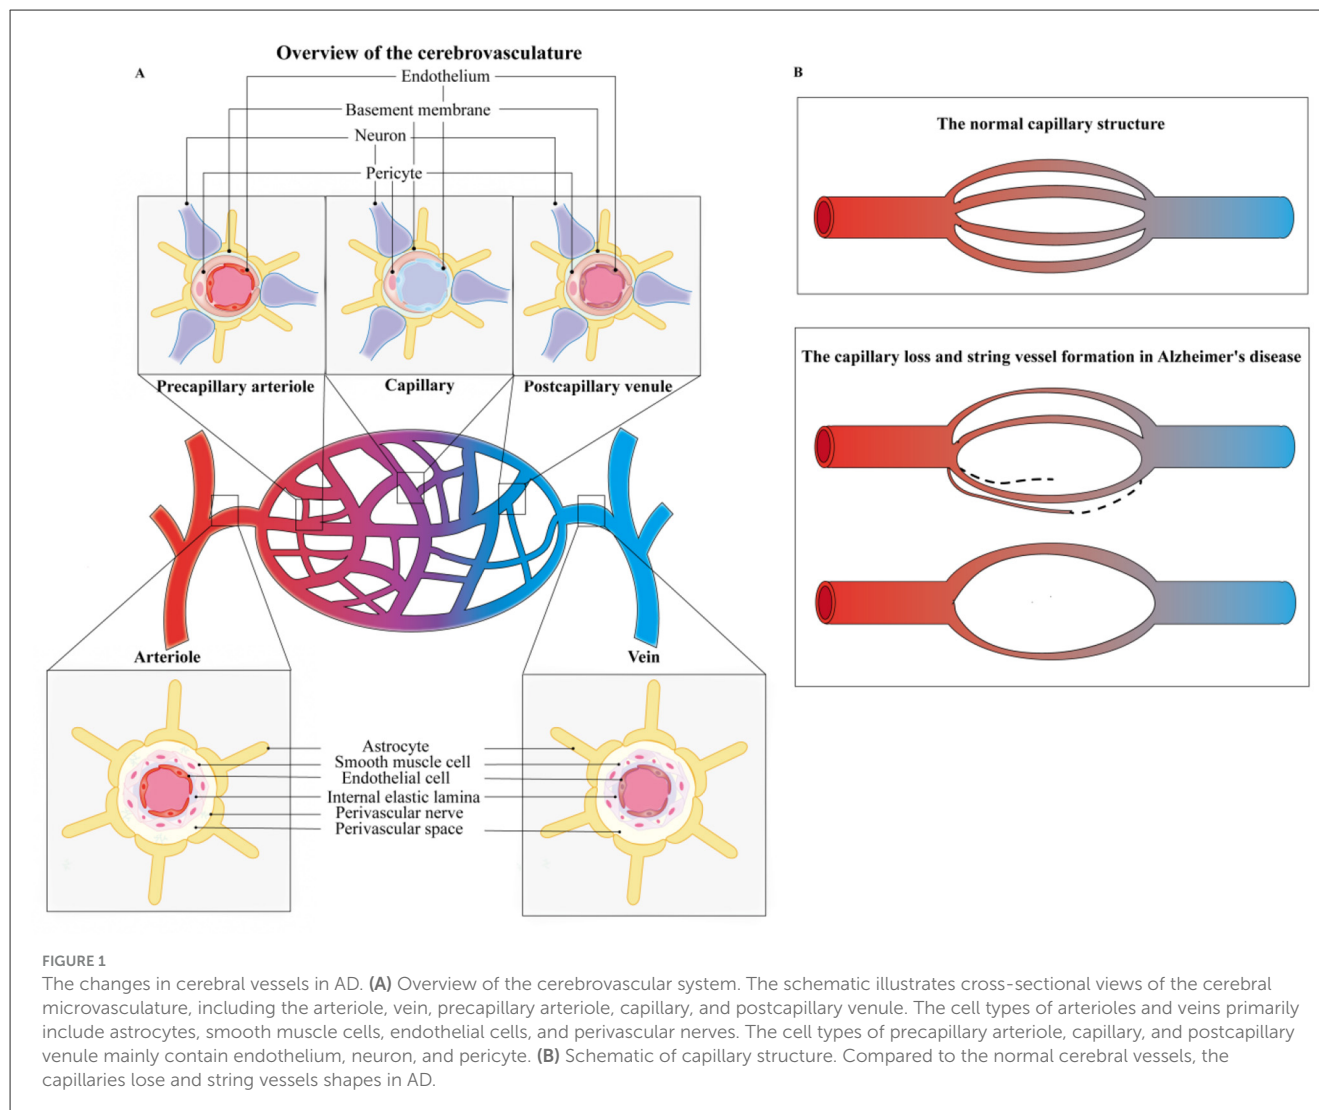 Overview of the cerebrovasculature
A
Endothelium
Basement membrane
Neuron
Pericyte
Precapillary arteriole
Capillary
Postcapillary venule
Arteriole
Vein
Astrocyte
Smooth muscle cell
Endothelial cell
Internal elastic lamina
Perivascular nerve
Perivascular space
B
The normal capillary structure
The capillary loss and string vessel formation in Alzheimer's disease
FIGURE 1
The changes in cerebral vessels in AD. (A) Overview of the cerebrovascular system. The schematic illustrates cross-sectional views of the cerebral
microvasculature, including the arteriole, vein, precapillary arteriole, capillary, and postcapillary venule. The cell types of arterioles and veins primarily
include astrocytes, smooth muscle cells, endothelial cells, and perivascular nerves. The cell types of precapillary arteriole, capillary, and postcapillary
venule mainly contain endothelium, neuron, and pericyte. (B) Schematic of capillary structure. Compared to the normal cerebral vessels, the
capillaries lose and string vessels shapes in AD.